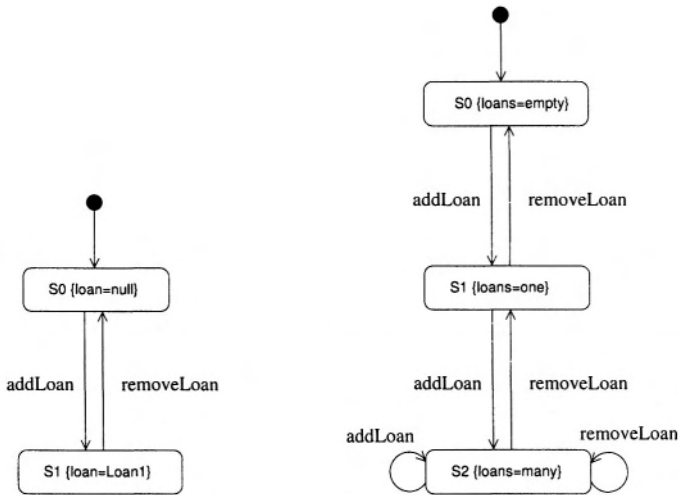 S0 {loan=null}
addLoan
removeLoan
S1 {loan=Loan1}
S0 {loans=empty}
addLoan
removeLoan
S1 {loans=one}
addLoan
removeLoan
addLoan
removeLoan
S2 {loans=many}